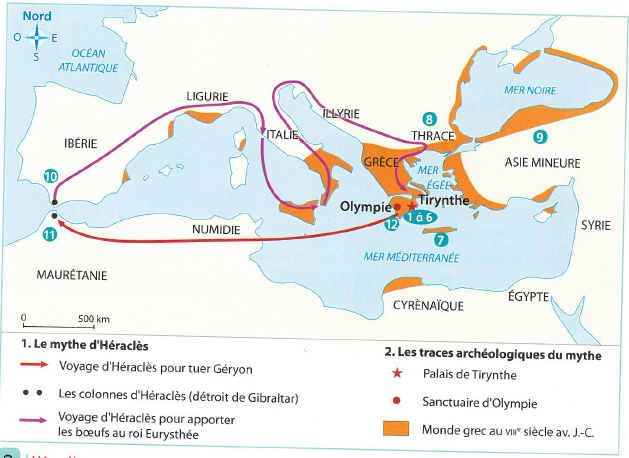 Nord
O E
S
OCÉAN
ATLANTIQUE
LIGURIE
ILLYRIE
ITALIE
IBÉRIE
8
THRACE
MER NOIRE
9
GRÈCE
MER
ÉGÉE
ASIE MINEURE
10
Olympie
Tirynthe
12
1 à 6
11
NUMIDIE
7
SYRIE
MER MÉDITERRANÉE
MAURÉTANIE
CYRÈNAÏQUE
ÉGYPTE
0 500 km
1. Le mythe d'Héraclès
Voyage d'Héraclès pour tuer Géryon
Les colonnes d'Héraclès (détroit de Gibraltar)
Voyage d'Héraclès pour apporter
les bœufs au roi Eurysthée
2. Les traces archéologiques du mythe
Palais de Tirynthe
Sanctuaire d'Olympie
Monde grec au VIIIe siècle av. J.-C.